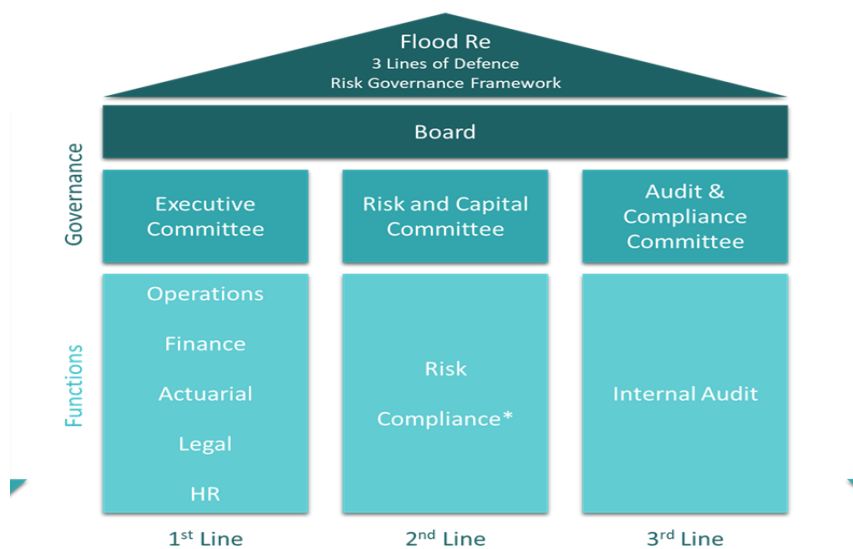 Flood Re
3 Lines of Defence
Risk Governance Framework
Board
Governance
Executive
Committee
Risk and Capital
Committee
Audit &
Compliance
Committee
Functions
Operations
Finance
Actuarial
Legal
HR
Risk
Compliance*
Internal Audit
1st Line
2nd Line
3rd Line